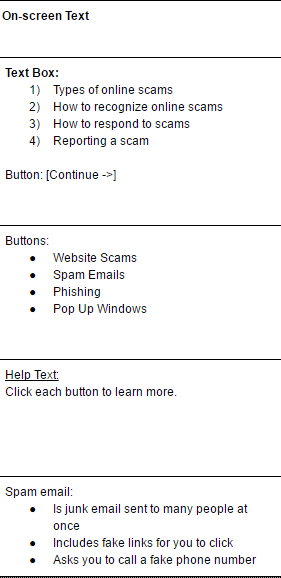 On-screen Text
Text Box:
1) Types of online scams
2) How to recognize online scams
3) How to respond to scams
4) Reporting a scam
Button: [Continue ->]
Buttons:
● Website Scams
● Spam Emails
● Phishing
● Pop Up Windows
Help Text:
Click each button to learn more.
Spam email:
● Is junk email sent to many people at
once
● Includes fake links for you to click
● Asks you to call a fake phone number